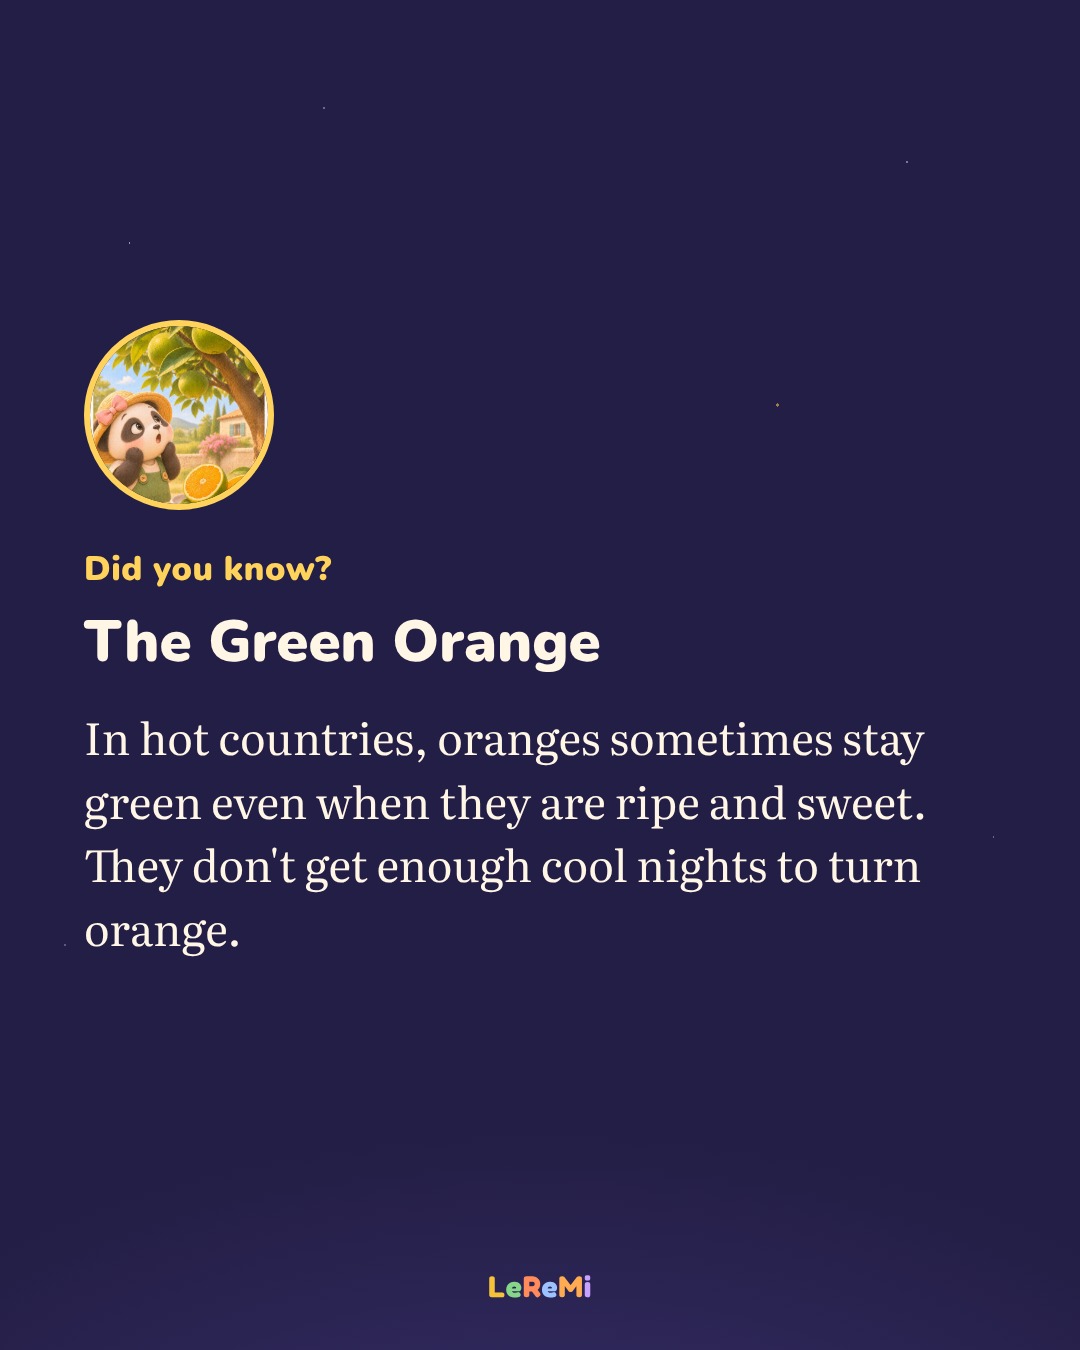 Did you know?
The Green Orange
In hot countries, oranges sometimes stay
green even when they are ripe and sweet.
They don't get enough cool nights to turn
orange.
LeReMi